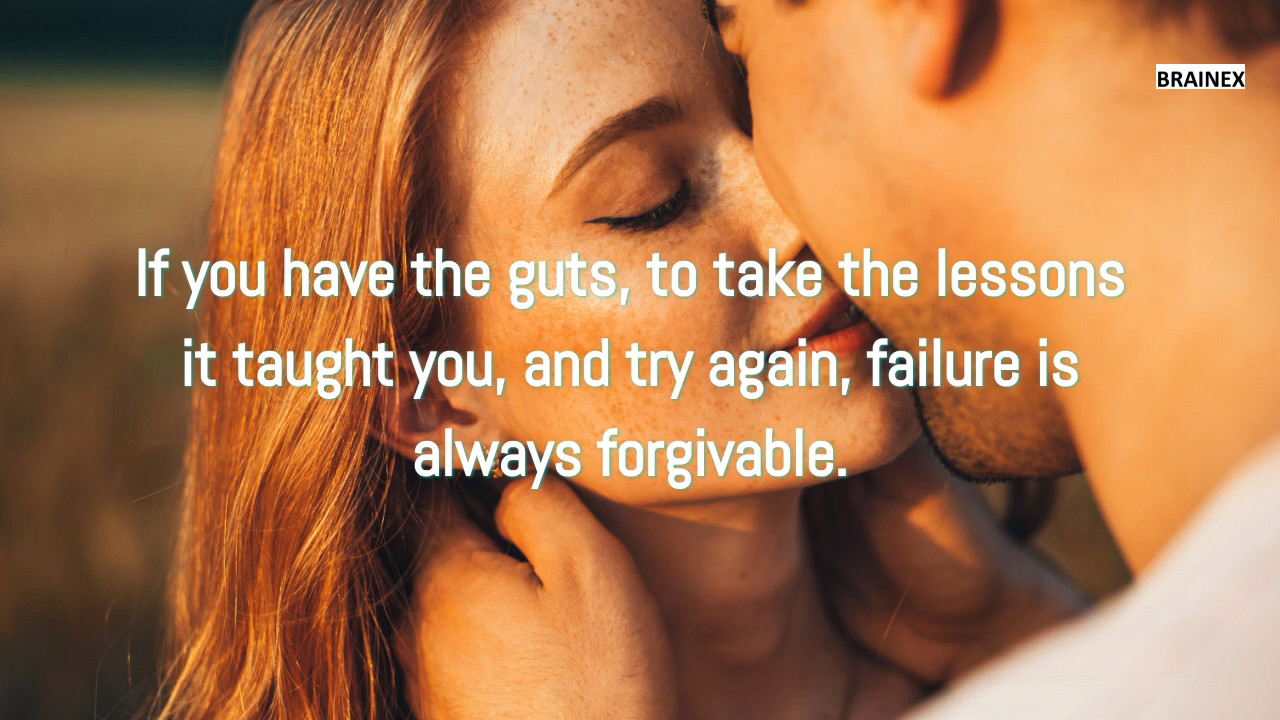 BRAINEX
If you have the guts, to take the lessons
it taught you, and try again, failure is
always forgivable.